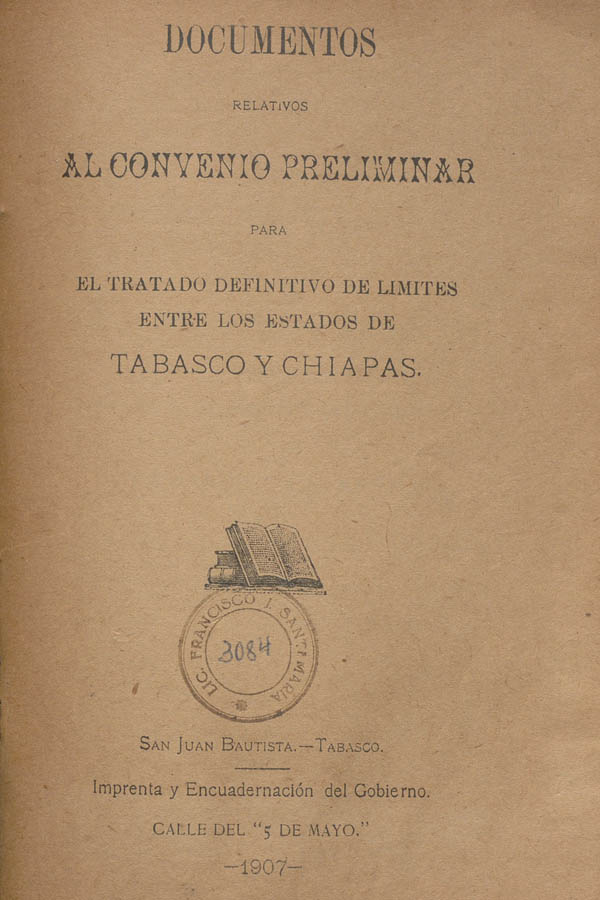 DOCUMENTOS
RELATIVOS
AL CONVENIO PRELIMINAR
PARA
EL TRATADO DEFINITIVO DE LIMITES
ENTRE LOS ESTADOS DE
TABASCO Y CHIAPAS.
LIC. FRANCISCO J. SANTAMARIA
3084
SAN JUAN BAUTISTA.—TABASCO.
Imprenta y Encuadernación del Gobierno.
CALLE DEL "5 DE MAYO."
—1907—